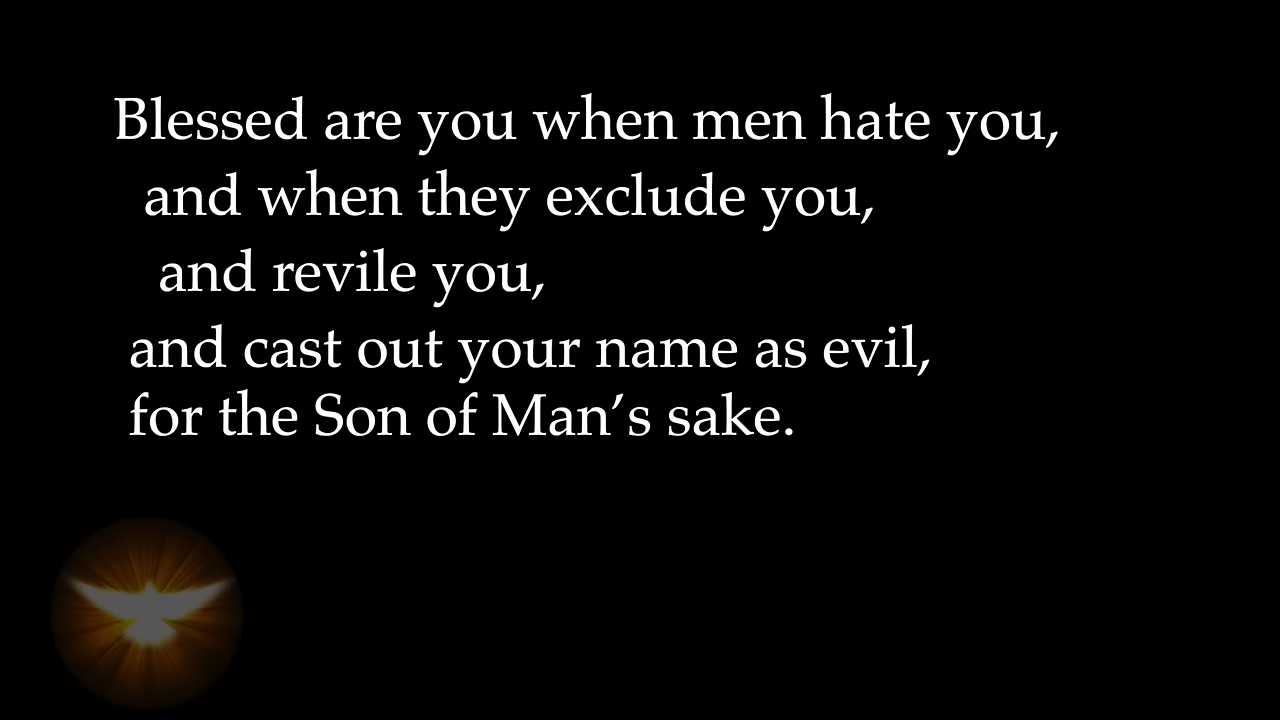 Blessed are you when men hate you,
and when they exclude you,
and revile you,
and cast out your name as evil,
for the Son of Man’s sake.